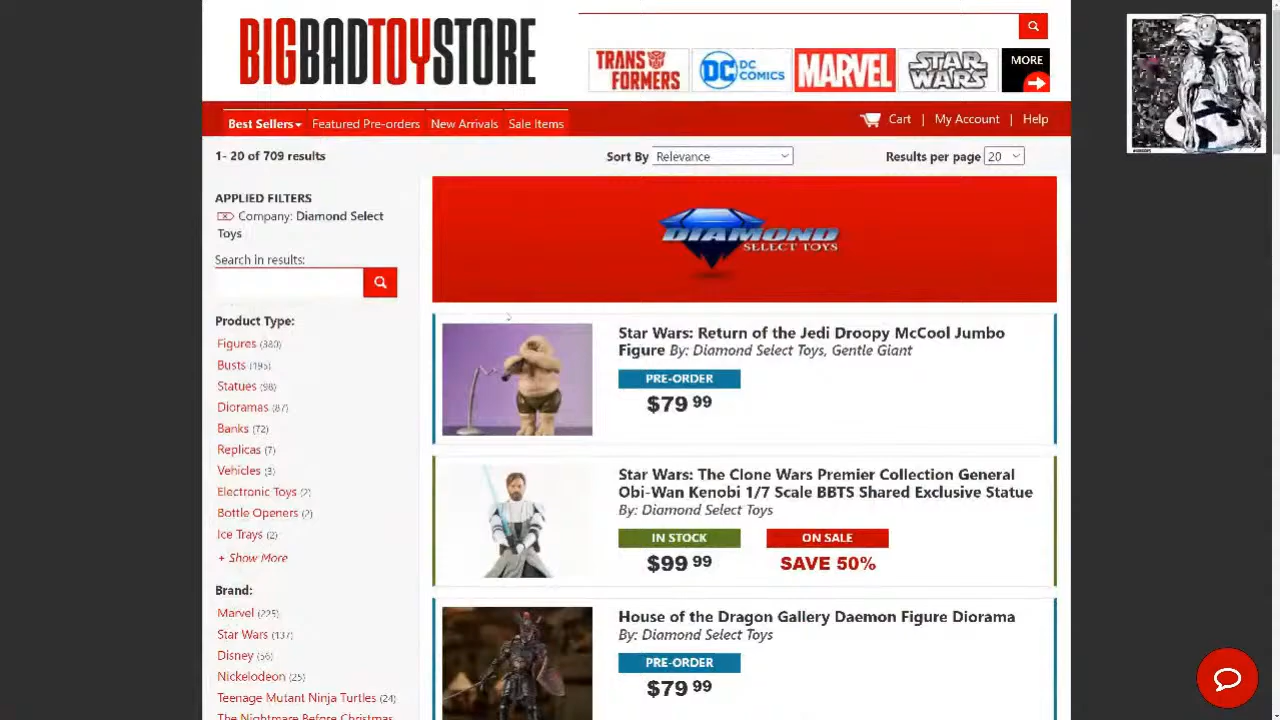 BIGBADTOYSTORE
TRANSFORMERS
DC COMICS
MARVEL
STAR WARS
MORE
Best Sellers
Featured Pre-orders
New Arrivals
Sale Items
Cart | My Account | Help
1- 20 of 709 results
Sort By Relevance
Results per page 20
APPLIED FILTERS
Company: Diamond Select
Toys
Search in results:
Product Type:
Figures (380)
Busts (195)
Statues (98)
Dioramas (87)
Banks (72)
Replicas (7)
Vehicles (3)
Electronic Toys (2)
Bottle Openers (2)
Ice Trays (2)
+ Show More
Brand:
Marvel (225)
Star Wars (137)
Disney (56)
Nickelodeon (25)
Teenage Mutant Ninja Turtles (24)
The Nightmare Before Christmas
DIAMOND
SELECT TOYS
Star Wars: Return of the Jedi Droopy McCool Jumbo
Figure By: Diamond Select Toys, Gentle Giant
PRE-ORDER
$79 99
Star Wars: The Clone Wars Premier Collection General
Obi-Wan Kenobi 1/7 Scale BBTS Shared Exclusive Statue
By: Diamond Select Toys
IN STOCK
ON SALE
$99 99
SAVE 50%
House of the Dragon Gallery Daemon Figure Diorama
By: Diamond Select Toys
PRE-ORDER
$79 99